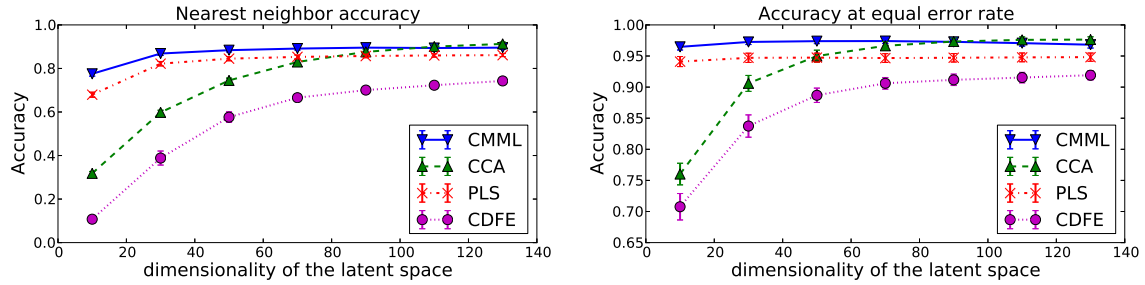 Nearest neighbor accuracy
Accuracy
1.0
0.8
0.6
0.4
0.2
0.0
0 20 40 60 80 100 120 140
dimensionality of the latent space
CMML
CCA
PLS
CDFE
Accuracy at equal error rate
Accuracy
1.00
0.95
0.90
0.85
0.80
0.75
0.70
0.65
0 20 40 60 80 100 120 140
dimensionality of the latent space
CMML
CCA
PLS
CDFE